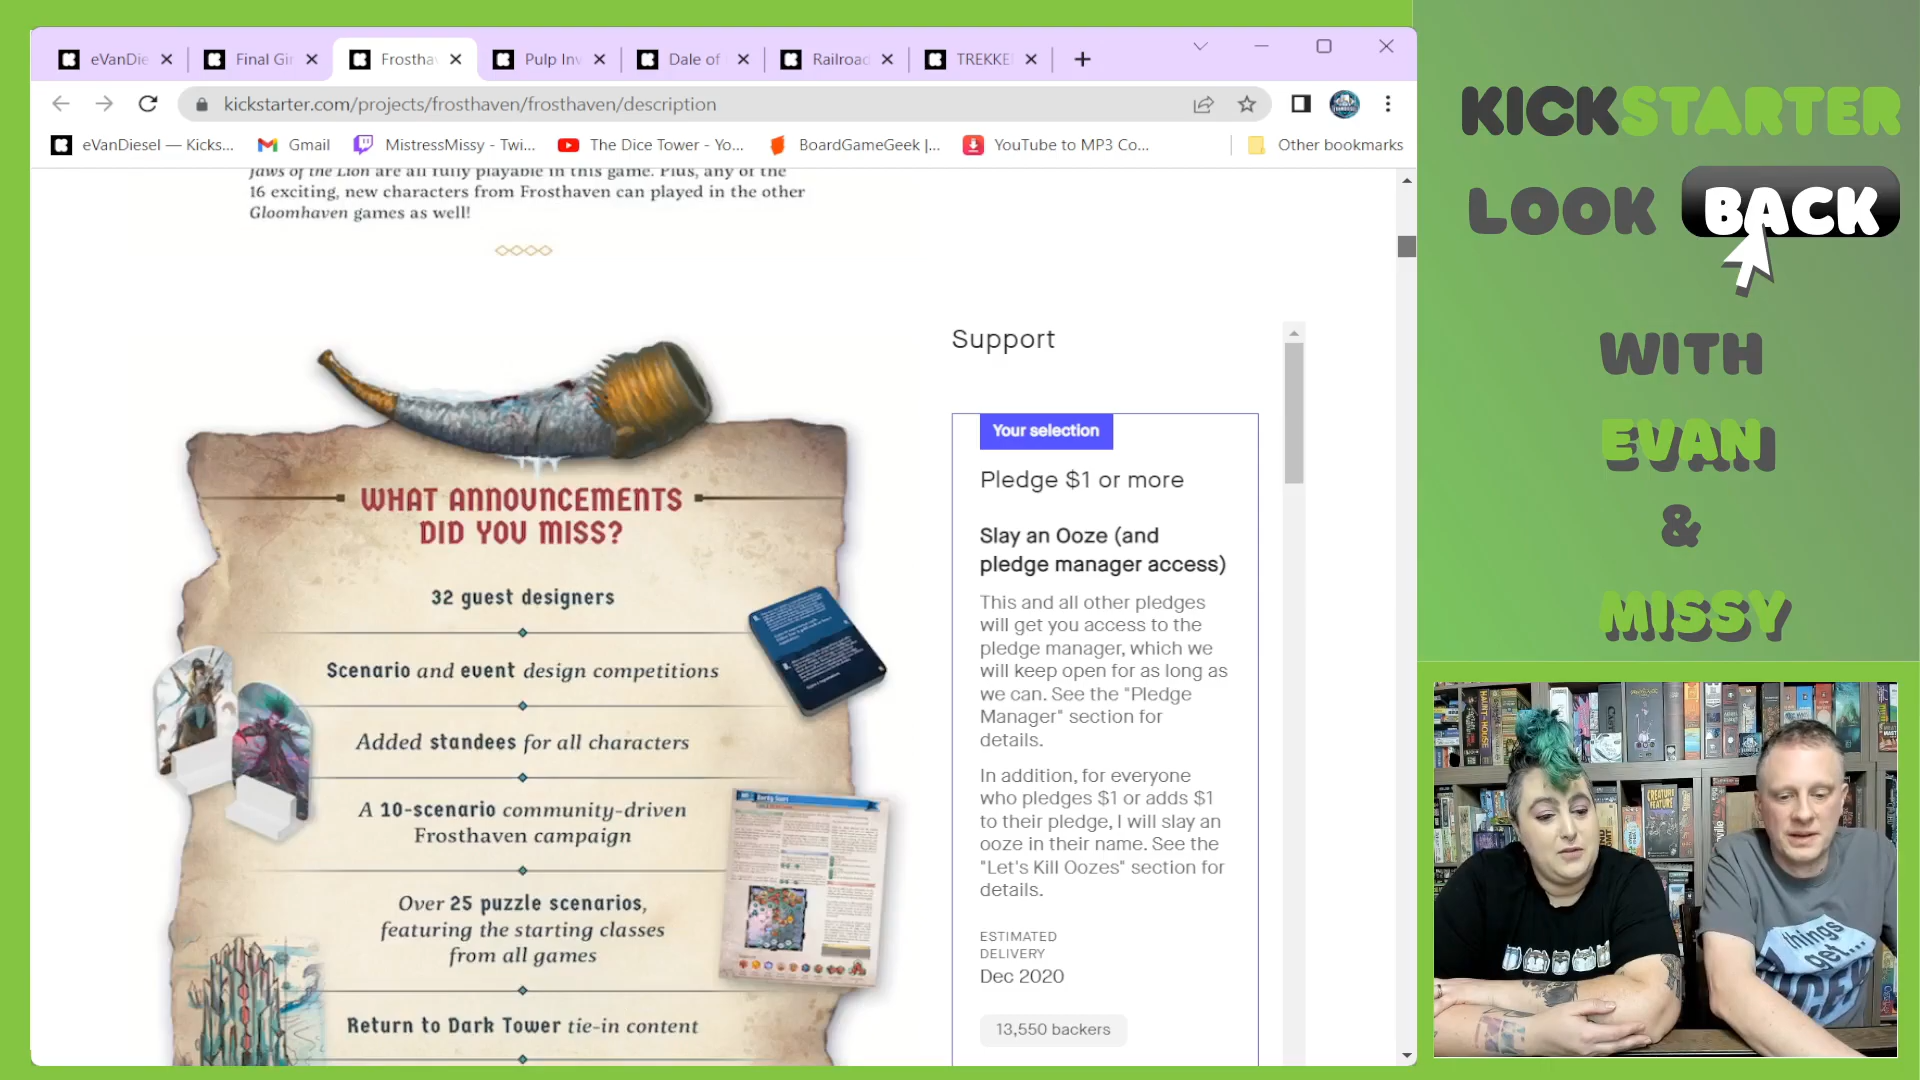 eVanDie
Final Gir
Frostha
Pulp Inv
Dale of
Railroad
TREKKE
kickstarter.com/projects/frosthaven/frosthaven/description
eVanDiesel — Kicks...
Gmail
MistressMissy - Twi...
The Dice Tower - Yo...
BoardGameGeek |...
YouTube to MP3 Co...
Other bookmarks
Jaws of the Lion are all fully playable in this game. Plus, any of the
16 exciting, new characters from Frosthaven can played in the other
Gloomhaven games as well!
WHAT ANNOUNCEMENTS
DID YOU MISS?
32 guest designers
Scenario and event design competitions
Added standees for all characters
A 10-scenario community-driven
Frosthaven campaign
Over 25 puzzle scenarios,
featuring the starting classes
from all games
Return to Dark Tower tie-in content
Support
Your selection
Pledge $1 or more
Slay an Ooze (and
pledge manager access)
This and all other pledges
will get you access to the
pledge manager, which we
will keep open for as long as
we can. See the "Pledge
Manager" section for
details.
In addition, for everyone
who pledges $1 or adds $1
to their pledge, I will slay an
ooze in their name. See the
"Let's Kill Oozes" section for
details.
ESTIMATED
DELIVERY
Dec 2020
13,550 backers
KICKSTARTER
LOOK BACK
WITH
EVAN
&
MISSY
CREATURE
FEATURE
things
get...